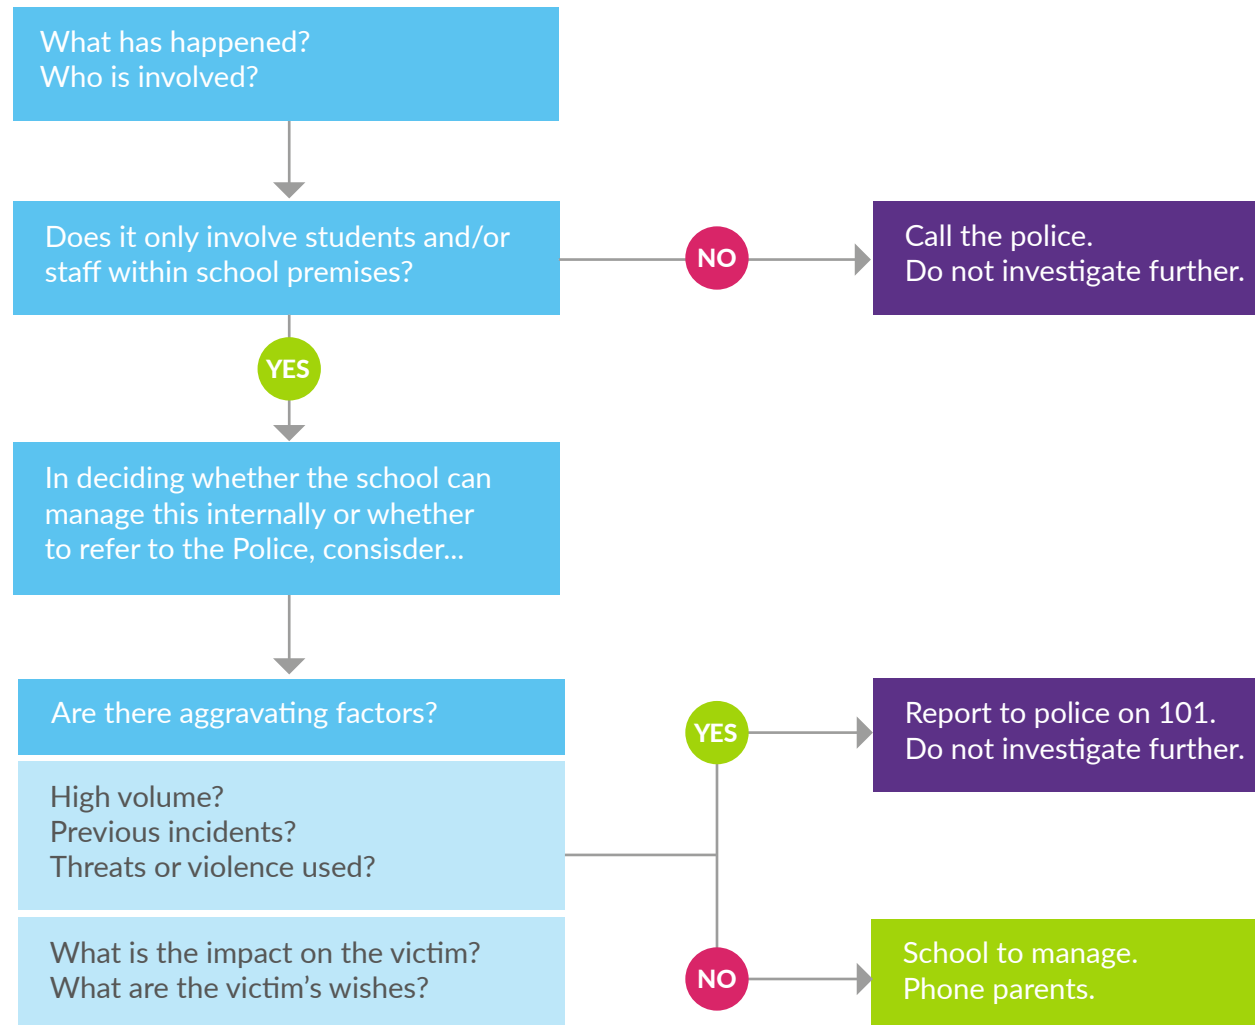 What has happened?
Who is involved?
Does it only involve students and/or
staff within school premises?
NO
Call the police.
Do not investigate further.
YES
In deciding whether the school can
manage this internally or whether
to refer to the Police, consisder...
Are there aggravating factors?
High volume?
Previous incidents?
Threats or violence used?
What is the impact on the victim?
What are the victim’s wishes?
YES
Report to police on 101.
Do not investigate further.
NO
School to manage.
Phone parents.